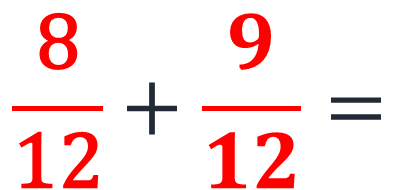 8/12 + 9/12 =